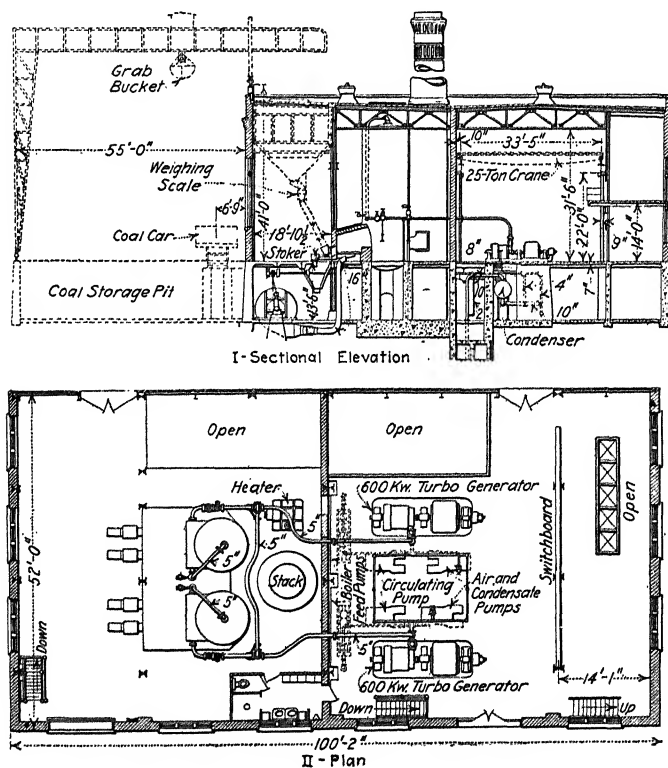 Grab
Bucket
55'-0"
Weighing
Scale
6'-9"
Coal Car
41'-0"
18'-10½"
Stoker
Coal Storage Pit
16"
10"
33'-5"
25-Ton Crane
31'-6"
22'-0"
9"
14'-0"
8"
4"
7"
10"
Condenser
I-Sectional Elevation
Open
Open
Heater
5"
600 Kw. Turbo Generator
52'-0"
5"
5"
Stack
5"
Boiler
Feed Pumps
Circulating
Pump
Air and
Condensate
Pumps
Switchboard
Open
Down
5"
600 Kw. Turbo Generator
14'-1"
Down
Up
100'-2"
II-Plan